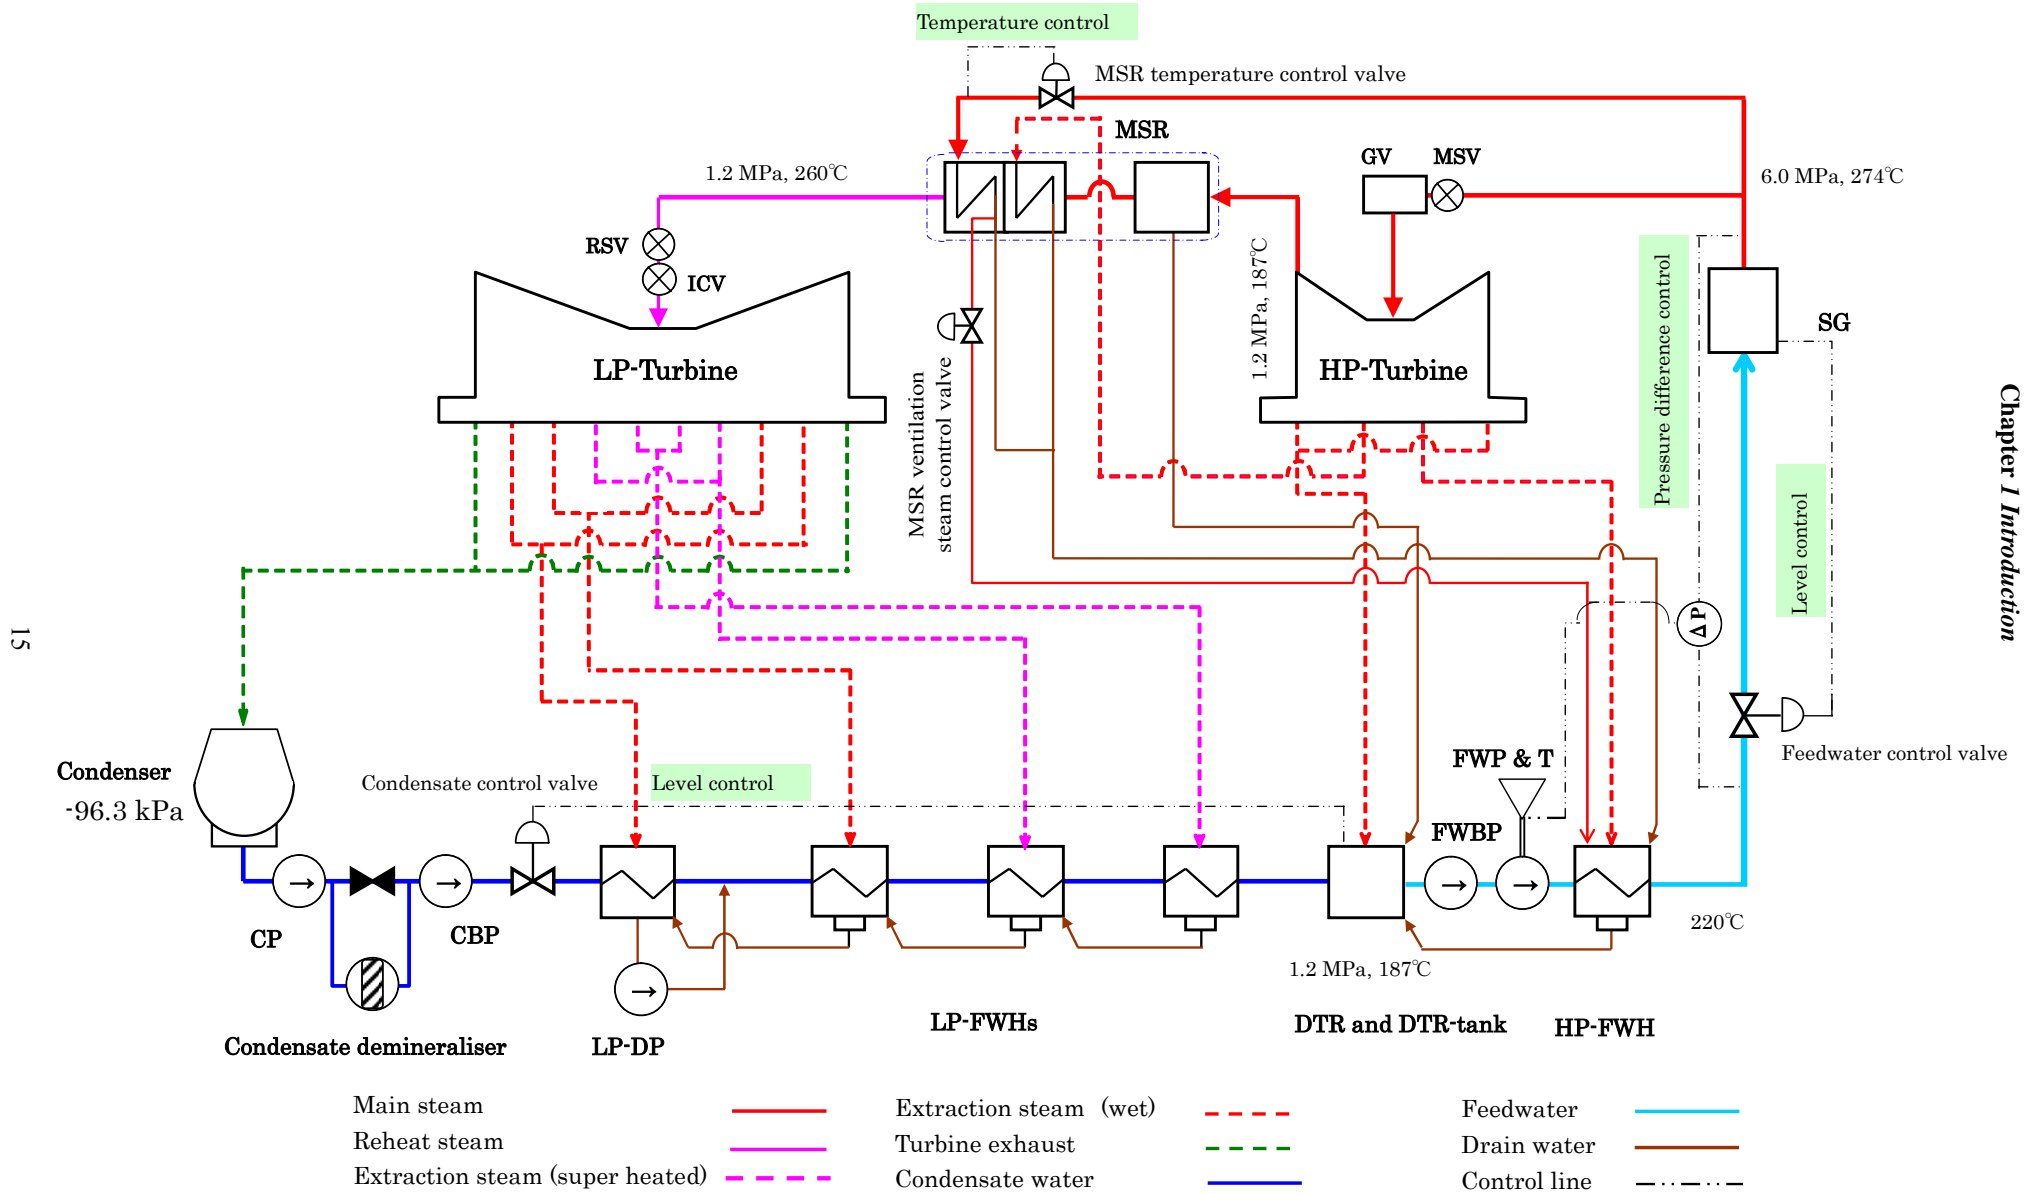 Temperature control
MSR temperature control valve
MSR
GV
MSV
1.2 MPa, 260℃
6.0 MPa, 274℃
RSV
ICV
1.2 MPa, 187℃
Pressure difference control
SG
LP-Turbine
HP-Turbine
MSR ventilation
steam control valve
Level control
Chapter 1 Introduction
ΔP
15
Condenser
-96.3 kPa
Condensate control valve
Level control
FWP & T
Feedwater control valve
FWBP
→
→
→
→
CP
CBP
220℃
→
1.2 MPa, 187℃
LP-DP
LP-FWHs
DTR and DTR-tank
HP-FWH
Condensate demineraliser
Main steam
Extraction steam (wet)
Feedwater
Reheat steam
Turbine exhaust
Drain water
Extraction steam (super heated)
Condensate water
Control line